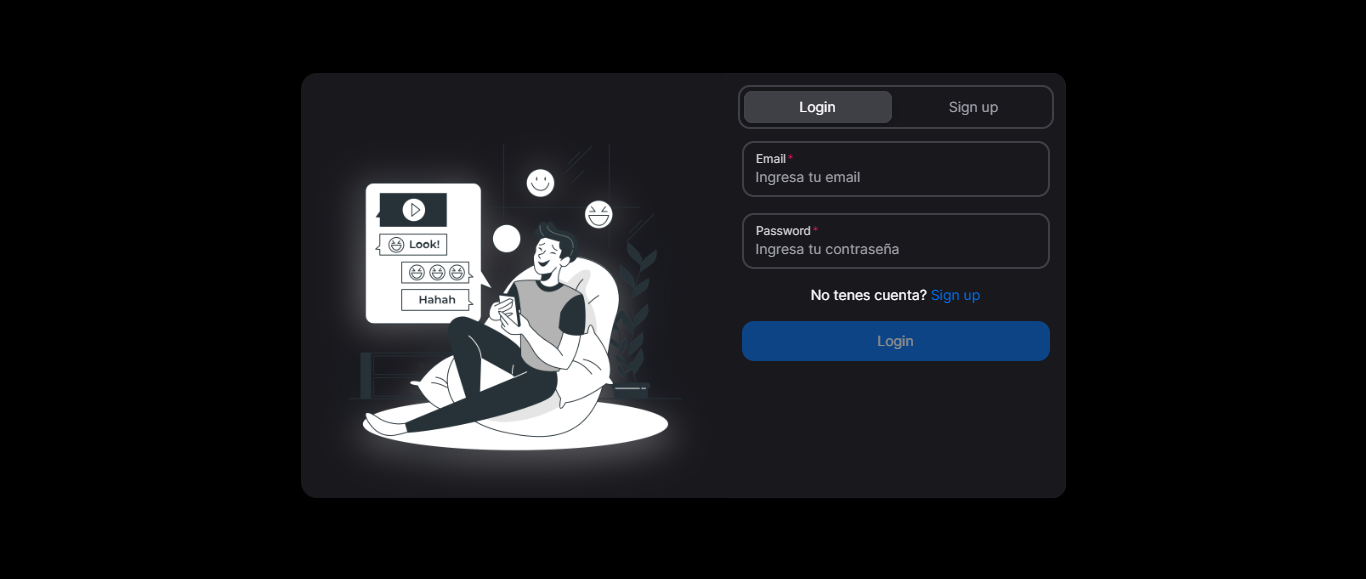 Look!
Hahah
Login Sign up
Email*
Ingresa tu email
Password*
Ingresa tu contraseña
No tenes cuenta? Sign up
Login